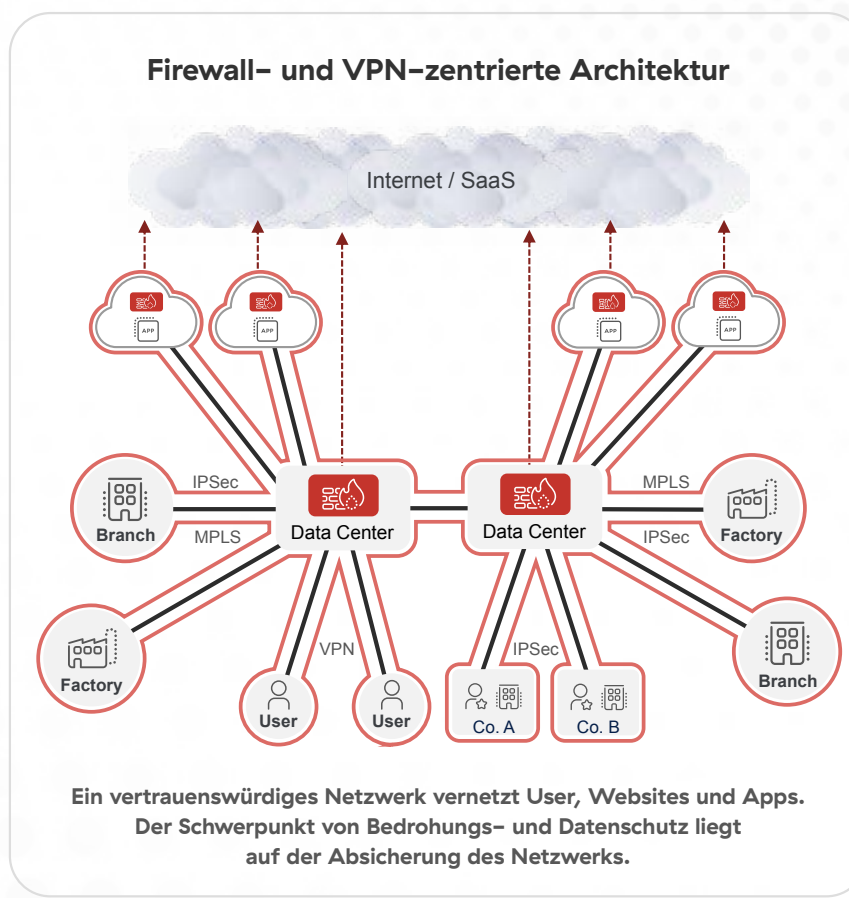 Firewall- und VPN-zentrierte Architektur
Internet / SaaS
APP
APP
APP
APP
IPSec
MPLS
Branch
Data Center
Data Center
Factory
MPLS
IPSec
Factory
VPN
IPSec
Branch
User
User
Co. A
Co. B
Ein vertrauenswürdiges Netzwerk vernetzt User, Websites und Apps.
Der Schwerpunkt von Bedrohungs- und Datenschutz liegt
auf der Absicherung des Netzwerks.